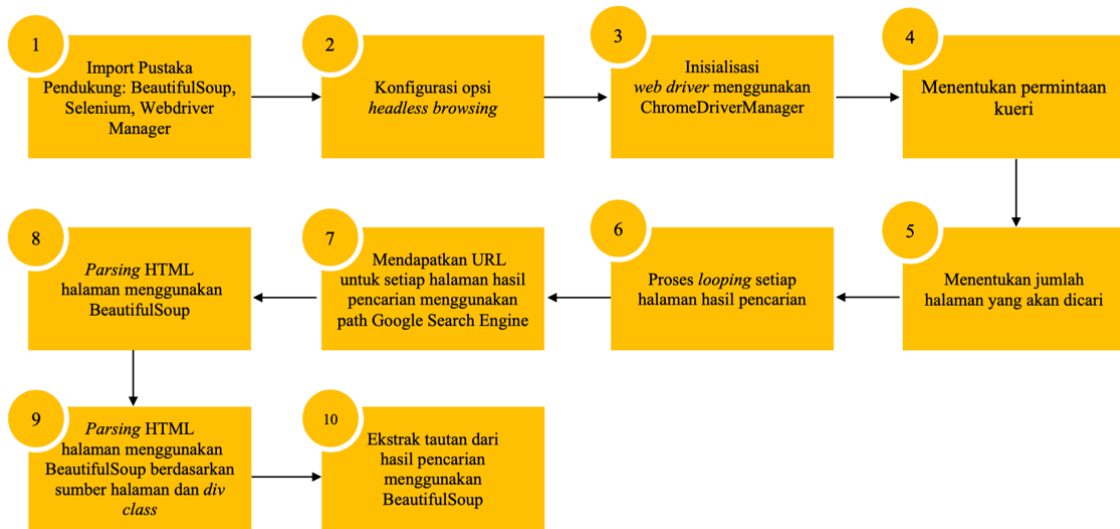 1
Import Pustaka
Pendukung: BeautifulSoup,
Selenium, Webdriver
Manager
2
Konfigurasi opsi
headless browsing
3
Inisialisasi
web driver menggunakan
ChromeDriverManager
4
Menentukan permintaan
kueri
5
Menentukan jumlah
halaman yang akan dicari
6
Proses looping setiap
halaman hasil pencarian
7
Mendapatkan URL
untuk setiap halaman hasil
pencarian menggunakan
path Google Search Engine
8
Parsing HTML
halaman menggunakan
BeautifulSoup
9
Parsing HTML
halaman menggunakan
BeautifulSoup berdasarkan
sumber halaman dan div
class
10
Ekstrak tautan dari
hasil pencarian
menggunakan
BeautifulSoup